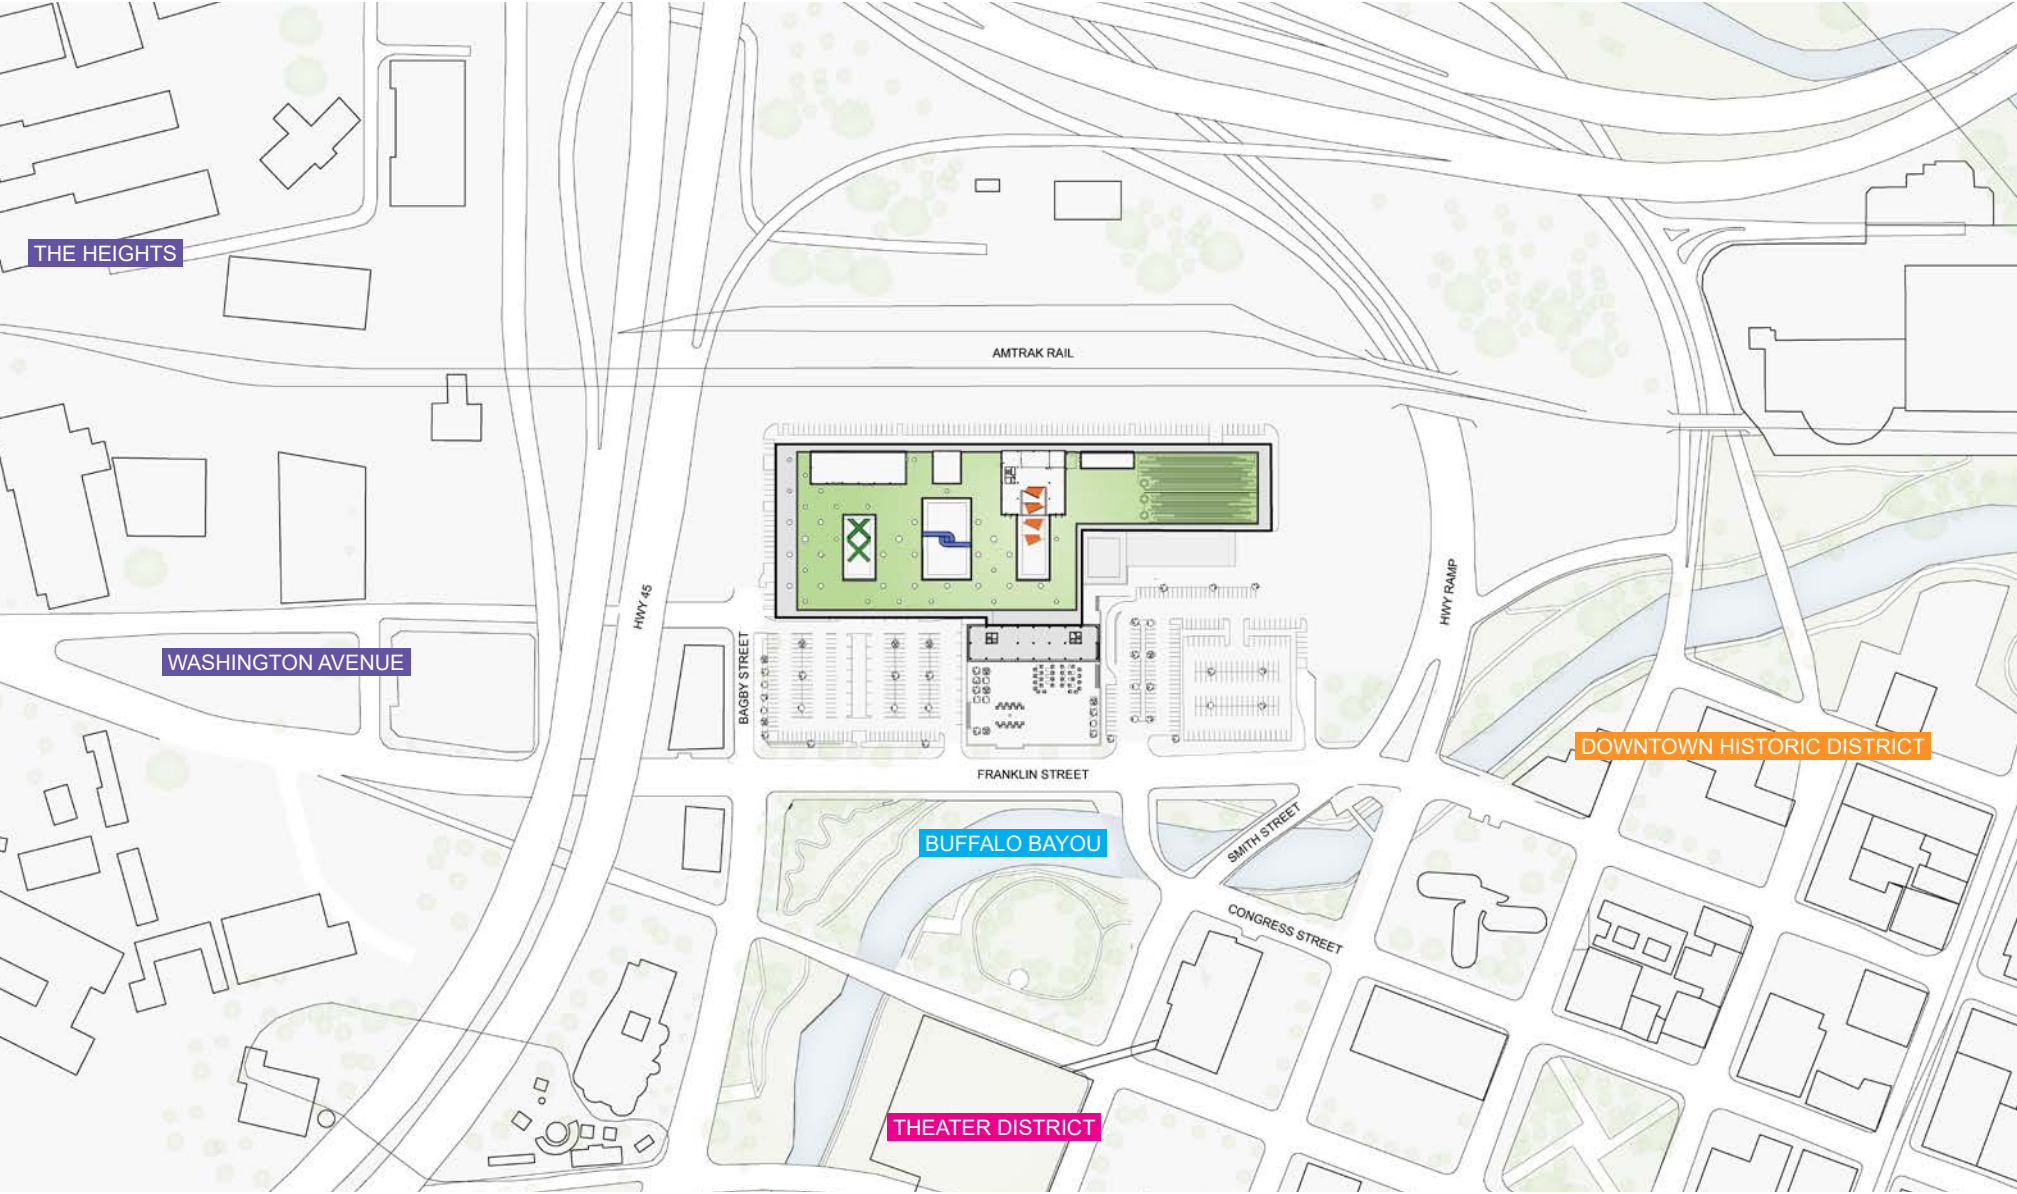 THE HEIGHTS
AMTRAK RAIL
HWY 45
HWY RAMP
WASHINGTON AVENUE
BAGBY STREET
DOWNTOWN HISTORIC DISTRICT
FRANKLIN STREET
BUFFALO BAYOU
SMITH STREET
CONGRESS STREET
THEATER DISTRICT